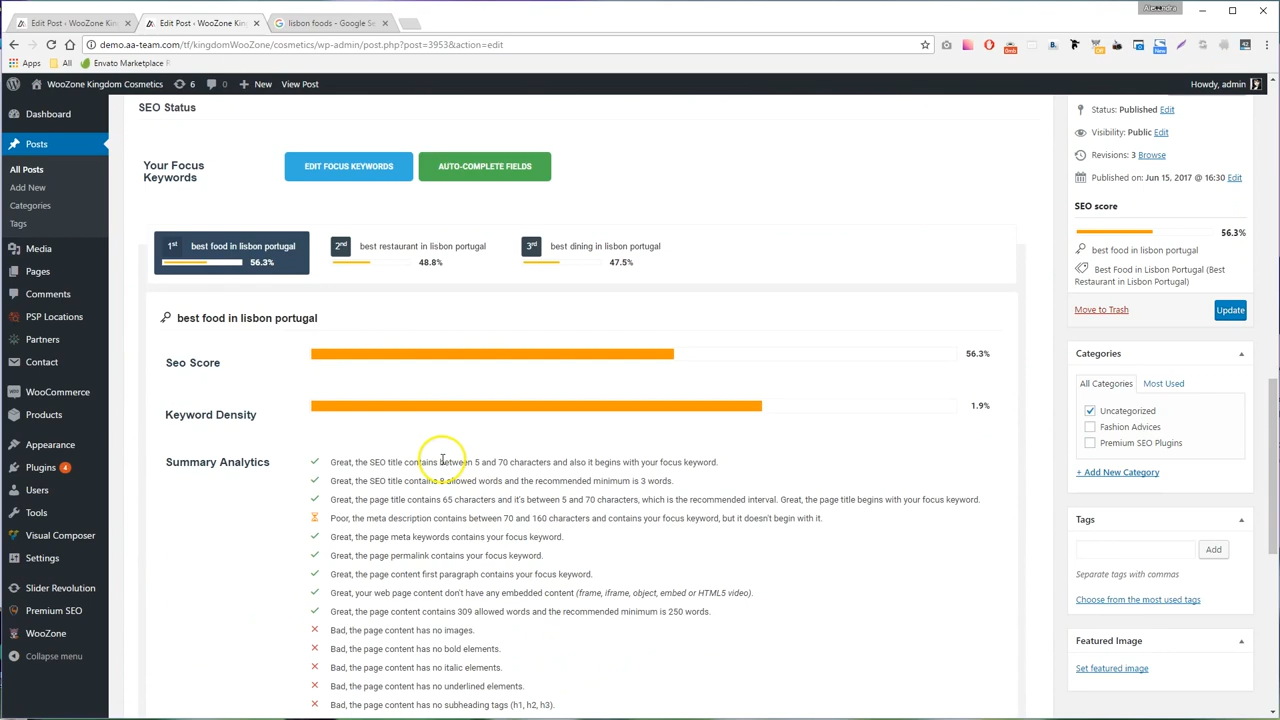 Alexandra
Edit Post ‹ WooZone Kin
Edit Post ‹ WooZone Kin
lisbon foods - Google Se
demo.aa-team.com/tf/kingdomWooZone/cosmetics/wp-admin/post.php?post=3953&action=edit
Apps
All
Envato Marketplace
WooZone Kingdom Cosmetics
6
New
View Post
Howdy, admin
Dashboard
Posts
All Posts
Add New
Categories
Tags
Media
Pages
Comments
PSP Locations
Partners
Contact
WooCommerce
Products
Appearance
Plugins 4
Users
Tools
Visual Composer
Settings
Slider Revolution
Premium SEO
WooZone
Collapse menu
SEO Status
Your Focus
Keywords
EDIT FOCUS KEYWORDS
AUTO-COMPLETE FIELDS
1st best food in lisbon portugal
56.3%
2nd best restaurant in lisbon portugal
48.8%
3rd best dining in lisbon portugal
47.5%
best food in lisbon portugal
Seo Score
56.3%
Keyword Density
1.9%
Summary Analytics
Great, the SEO title contains between 5 and 70 characters and also it begins with your focus keyword.
Great, the SEO title contains 8 allowed words and the recommended minimum is 3 words.
Great, the page title contains 65 characters and it's between 5 and 70 characters, which is the recommended interval. Great, the page title begins with your focus keyword.
Poor, the meta description contains between 70 and 160 characters and contains your focus keyword, but it doesn't begin with it.
Great, the page meta keywords contains your focus keyword.
Great, the page permalink contains your focus keyword.
Great, the page content first paragraph contains your focus keyword.
Great, your web page content don't have any embedded content (frame, iframe, object, embed or HTML5 video).
Great, the page content contains 309 allowed words and the recommended minimum is 250 words.
Bad, the page content has no images.
Bad, the page content has no bold elements.
Bad, the page content has no italic elements.
Bad, the page content has no underlined elements.
Bad, the page content has no subheading tags (h1, h2, h3).
Status: Published Edit
Visibility: Public Edit
Revisions: 3 Browse
Published on: Jun 15, 2017 @ 16:30 Edit
SEO score
56.3%
best food in lisbon portugal
Best Food in Lisbon Portugal (Best
Restaurant in Lisbon Portugal)
Move to Trash
Update
Categories
All Categories
Most Used
Uncategorized
Fashion Advices
Premium SEO Plugins
+ Add New Category
Tags
Add
Separate tags with commas
Choose from the most used tags
Featured Image
Set featured image